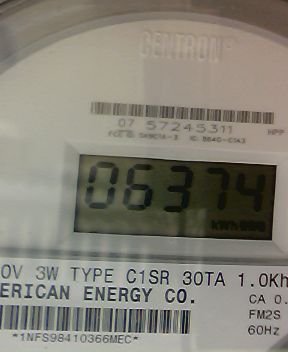 CENTRON®
07 57245311
HPP
06374
kWh
0V 3W TYPE C1SR 30TA 1.0Kh
ERICAN ENERGY CO.
CA 0.
FM2S
60Hz
*1NFS98410366MEC*